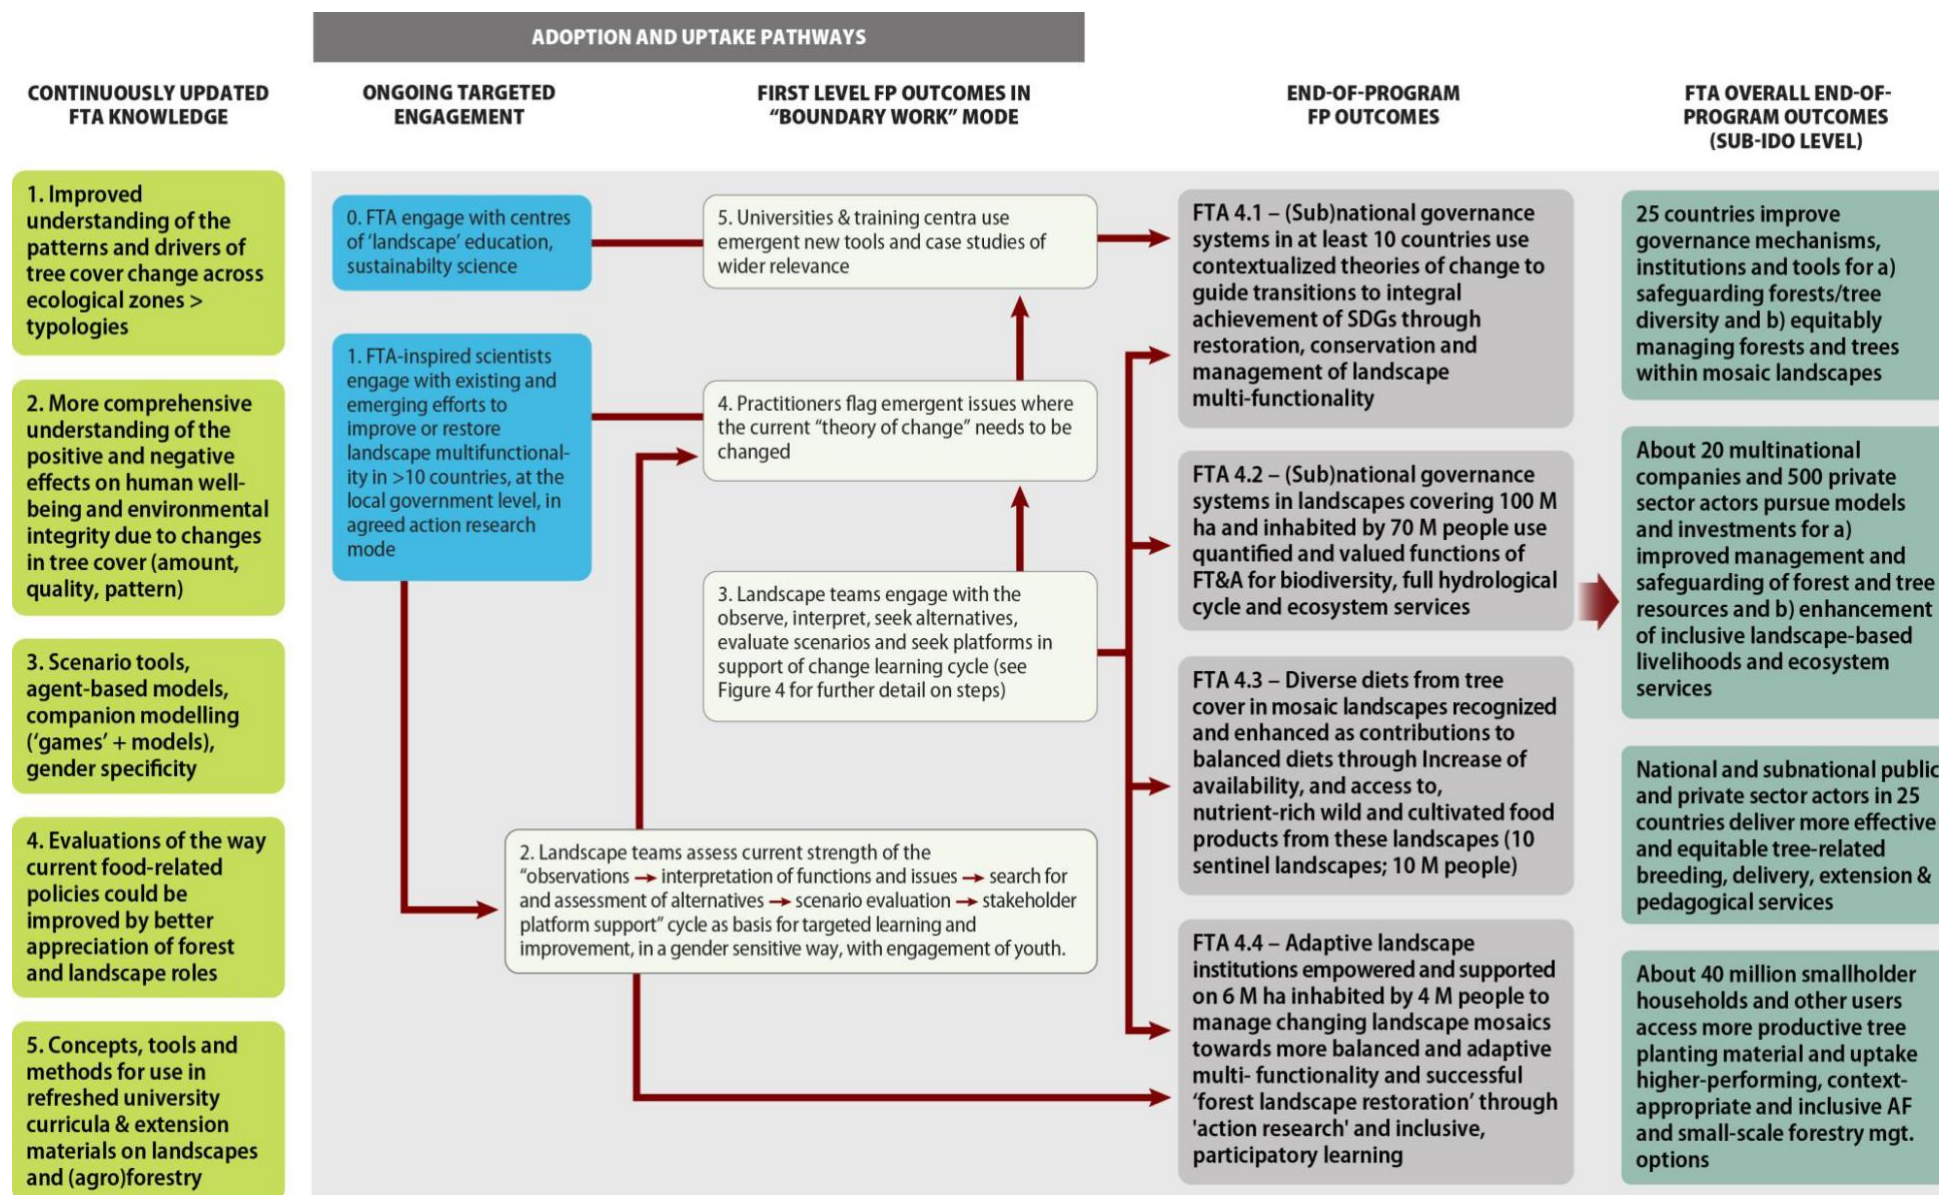 ADOPTION AND UPTAKE PATHWAYS
CONTINUOUSLY UPDATED
FTA KNOWLEDGE
ONGOING TARGETED
ENGAGEMENT
FIRST LEVEL FP OUTCOMES IN
“BOUNDARY WORK” MODE
END-OF-PROGRAM
FP OUTCOMES
FTA OVERALL END-OF-
PROGRAM OUTCOMES
(SUB-IDO LEVEL)
1. Improved
understanding of the
patterns and drivers of
tree cover change across
ecological zones >
typologies
2. More comprehensive
understanding of the
positive and negative
effects on human well-
being and environmental
integrity due to changes
in tree cover (amount,
quality, pattern)
3. Scenario tools,
agent-based models,
companion modelling
(‘games’ + models),
gender specificity
4. Evaluations of the way
current food-related
policies could be
improved by better
appreciation of forest
and landscape roles
5. Concepts, tools and
methods for use in
refreshed university
curricula & extension
materials on landscapes
and (agro)forestry
0. FTA engage with centres
of ‘landscape’ education,
sustainabilty science
1. FTA-inspired scientists
engage with existing and
emerging efforts to
improve or restore
landscape multifunctional-
ity in >10 countries, at the
local government level, in
agreed action research
mode
5. Universities & training centra use
emergent new tools and case studies of
wider relevance
4. Practitioners flag emergent issues where
the current “theory of change” needs to be
changed
3. Landscape teams engage with the
observe, interpret, seek alternatives,
evaluate scenarios and seek platforms in
support of change learning cycle (see
Figure 4 for further detail on steps)
2. Landscape teams assess current strength of the
“observations → interpretation of functions and issues → search for
and assessment of alternatives → scenario evaluation → stakeholder
platform support” cycle as basis for targeted learning and
improvement, in a gender sensitive way, with engagement of youth.
FTA 4.1 – (Sub)national governance
systems in at least 10 countries use
contextualized theories of change to
guide transitions to integral
achievement of SDGs through
restoration, conservation and
management of landscape
multi-functionality
FTA 4.2 – (Sub)national governance
systems in landscapes covering 100 M
ha and inhabited by 70 M people use
quantified and valued functions of
FT&A for biodiversity, full hydrological
cycle and ecosystem services
FTA 4.3 – Diverse diets from tree
cover in mosaic landscapes recognized
and enhanced as contributions to
balanced diets through Increase of
availability, and access to,
nutrient-rich wild and cultivated food
products from these landscapes (10
sentinel landscapes; 10 M people)
FTA 4.4 – Adaptive landscape
institutions empowered and supported
on 6 M ha inhabited by 4 M people to
manage changing landscape mosaics
towards more balanced and adaptive
multi- functionality and successful
‘forest landscape restoration’ through
'action research' and inclusive,
participatory learning
25 countries improve
governance mechanisms,
institutions and tools for a)
safeguarding forests/tree
diversity and b) equitably
managing forests and trees
within mosaic landscapes
About 20 multinational
companies and 500 private
sector actors pursue models
and investments for a)
improved management and
safeguarding of forest and tree
resources and b) enhancement
of inclusive landscape-based
livelihoods and ecosystem
services
National and subnational public
and private sector actors in 25
countries deliver more effective
and equitable tree-related
breeding, delivery, extension &
pedagogical services
About 40 million smallholder
households and other users
access more productive tree
planting material and uptake
higher-performing, context-
appropriate and inclusive AF
and small-scale forestry mgt.
options